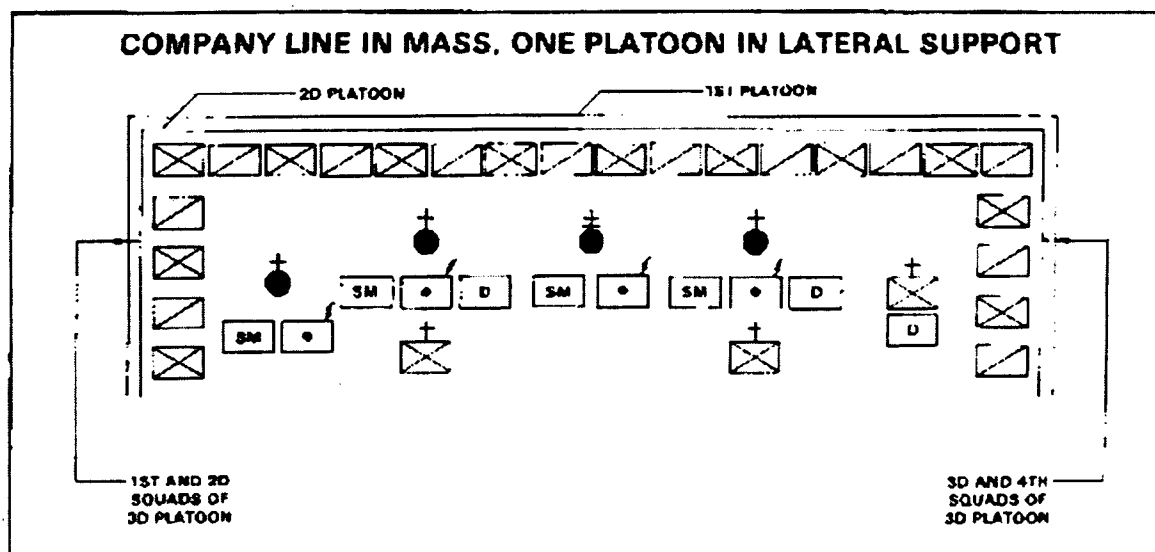 COMPANY LINE IN MASS, ONE PLATOON IN LATERAL SUPPORT
2D PLATOON
1ST PLATOON
SM D SM SM D
SM D
1ST AND 2D
SQUADS OF
3D PLATOON
3D AND 4TH
SQUADS OF
3D PLATOON